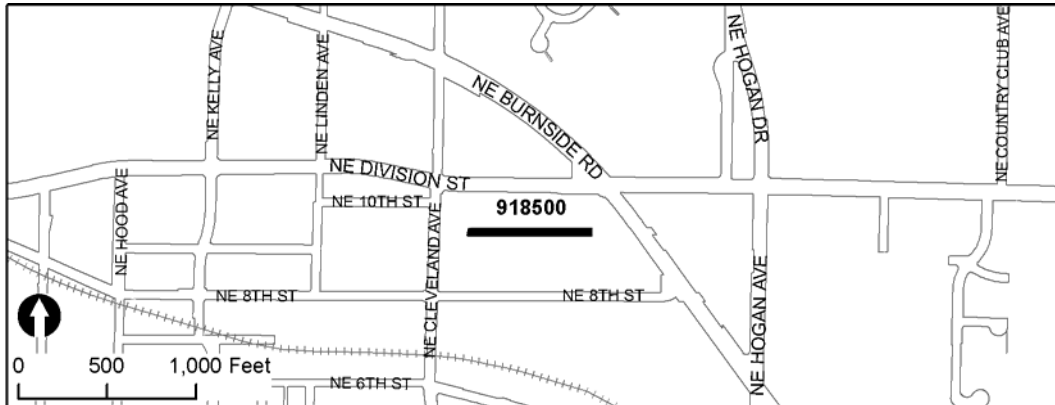 NE KELLY AVE
NE LINDEN AVE
NE BURNSIDE RD
NE HOGAN DR
NE COUNTRY CLUB AVE
NE DIVISION ST
NE HOOD AVE
NE 10TH ST
918500
NE CLEVELAND AVE
NE HOGAN AVE
NE 8TH ST
NE 8TH ST
0 500 1,000 Feet
NE 6TH ST